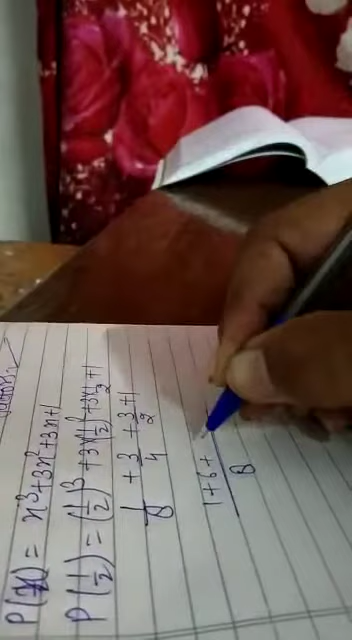 P(x) = x³+3x²+3x+1
P(1/2) = (1/2)³+3×(1/2)²+3×1/2+1
1/8 + 3/4 + 3/2 + 1
1+6+ / 8